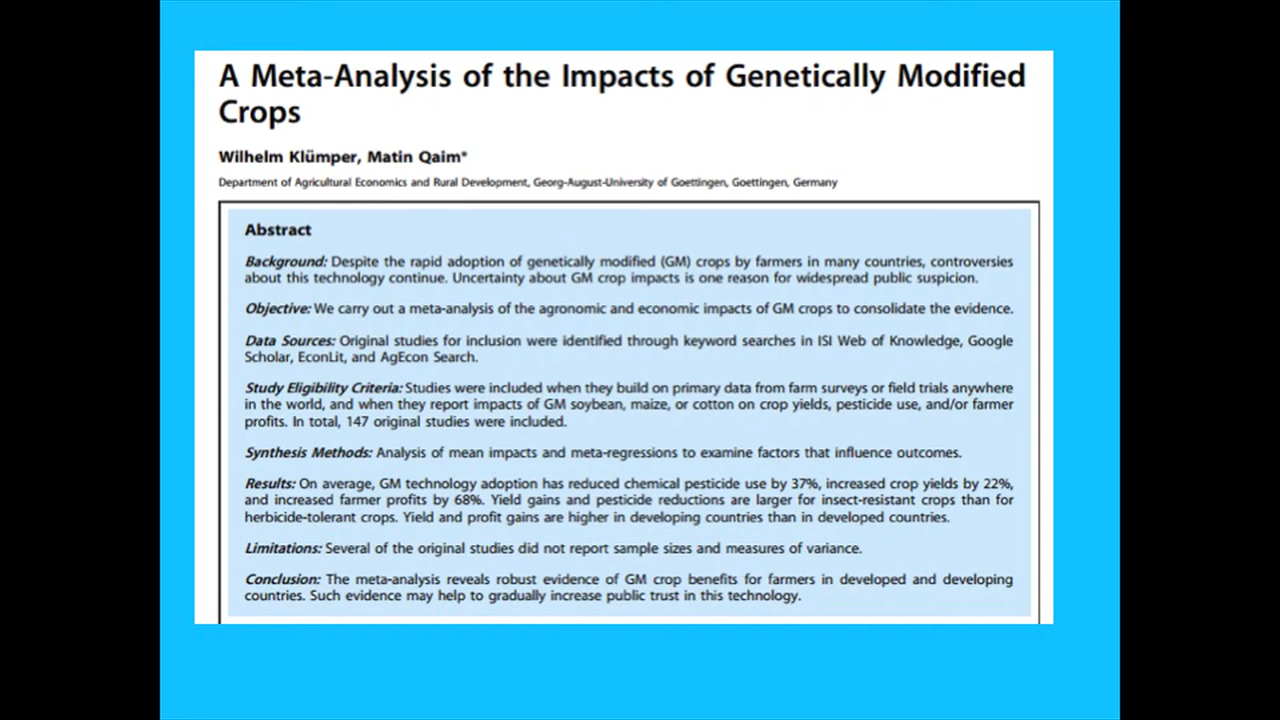 A Meta-Analysis of the Impacts of Genetically Modified
Crops
Wilhelm Klümper, Matin Qaim*
Department of Agricultural Economics and Rural Development, Georg-August-University of Goettingen, Goettingen, Germany
Abstract
Background: Despite the rapid adoption of genetically modified (GM) crops by farmers in many countries, controversies
about this technology continue. Uncertainty about GM crop impacts is one reason for widespread public suspicion.
Objective: We carry out a meta-analysis of the agronomic and economic impacts of GM crops to consolidate the evidence.
Data Sources: Original studies for inclusion were identified through keyword searches in ISI Web of Knowledge, Google
Scholar, EconLit, and AgEcon Search.
Study Eligibility Criteria: Studies were included when they build on primary data from farm surveys or field trials anywhere
in the world, and when they report impacts of GM soybean, maize, or cotton on crop yields, pesticide use, and/or farmer
profits. In total, 147 original studies were included.
Synthesis Methods: Analysis of mean impacts and meta-regressions to examine factors that influence outcomes.
Results: On average, GM technology adoption has reduced chemical pesticide use by 37%, increased crop yields by 22%,
and increased farmer profits by 68%. Yield gains and pesticide reductions are larger for insect-resistant crops than for
herbicide-tolerant crops. Yield and profit gains are higher in developing countries than in developed countries.
Limitations: Several of the original studies did not report sample sizes and measures of variance.
Conclusion: The meta-analysis reveals robust evidence of GM crop benefits for farmers in developed and developing
countries. Such evidence may help to gradually increase public trust in this technology.